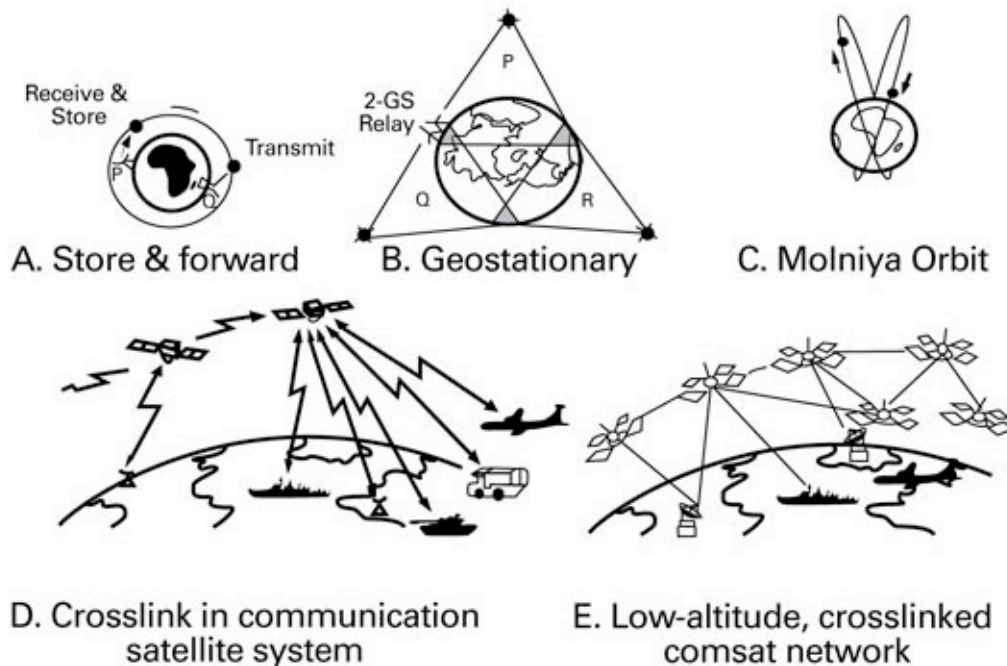 P
Receive &
Store
2-GS
Relay
Transmit
P
Q
Q
R
A. Store & forward
B. Geostationary
C. Molniya Orbit
D. Crosslink in communication
satellite system
E. Low-altitude, crosslinked
comsat network